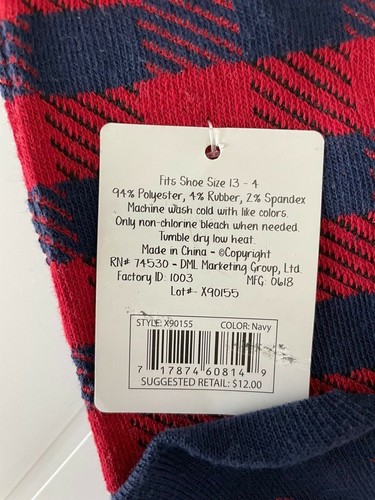 Fits Shoe Size 13 - 4
94% Polyester, 4% Rubber, 2% Spandex
Machine wash cold with like colors.
Only non-chlorine bleach when needed.
Tumble dry low heat.
Made in China - ©Copyright
RN# 74530 - DML Marketing Group, Ltd.
Factory ID: 1003 MFG: 0618
Lot#: X90155
STYLE: X90155 COLOR: Navy
7 17874 60814 9
SUGGESTED RETAIL: $12.00